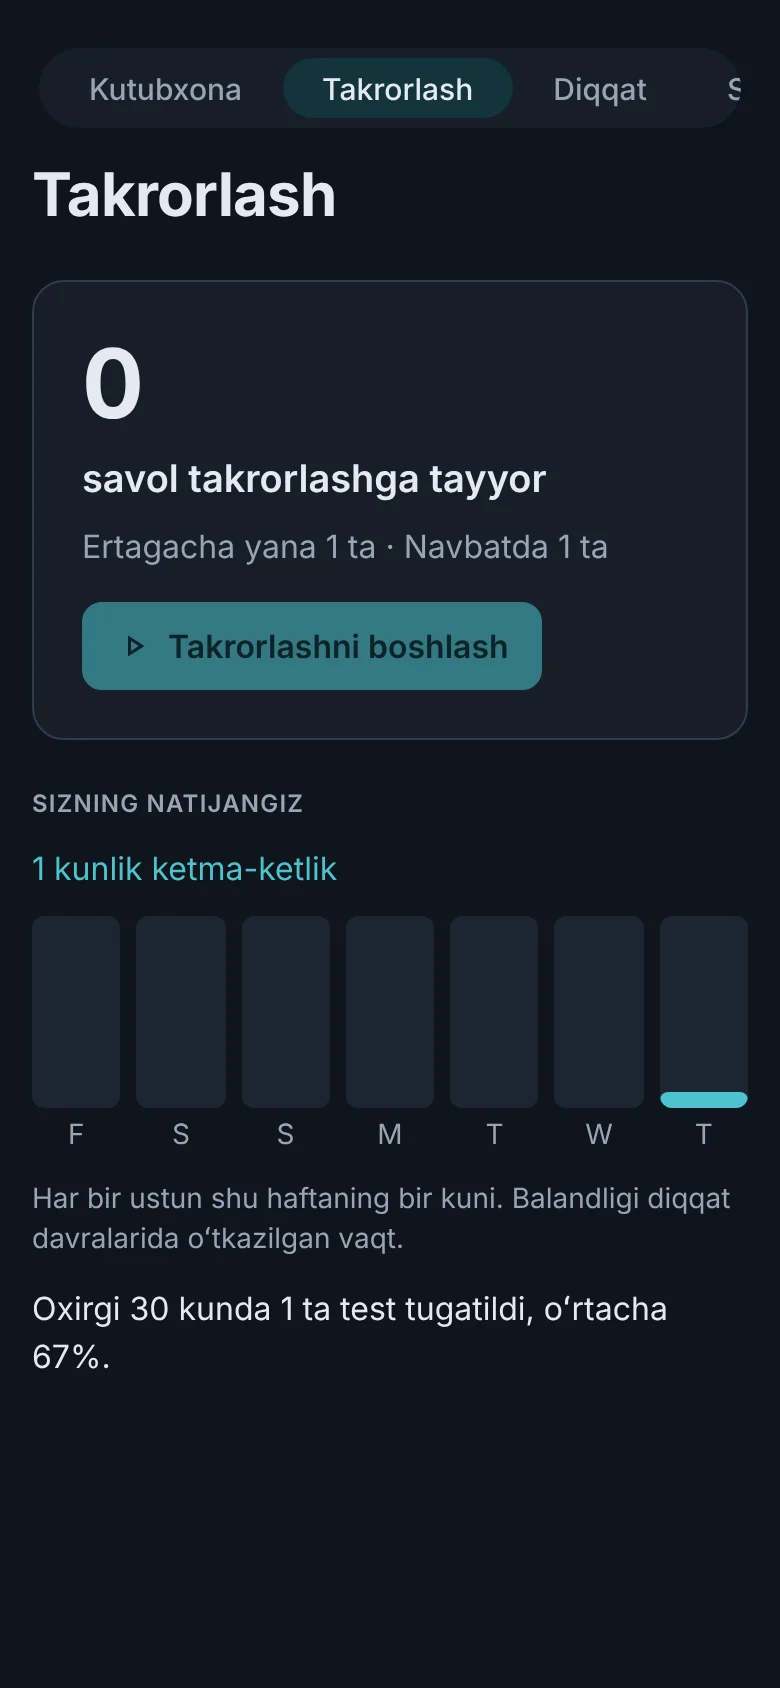 Kutubxona Takrorlash Diqqat S
Takrorlash
0
savol takrorlashga tayyor
Ertagacha yana 1 ta · Navbatda 1 ta
Takrorlashni boshlash
SIZNING NATIJANGIZ
1 kunlik ketma-ketlik
F S S M T W T
Har bir ustun shu haftaning bir kuni. Balandligi diqqat
davralarida oʻtkazilgan vaqt.
Oxirgi 30 kunda 1 ta test tugatildi, oʻrtacha
67%.